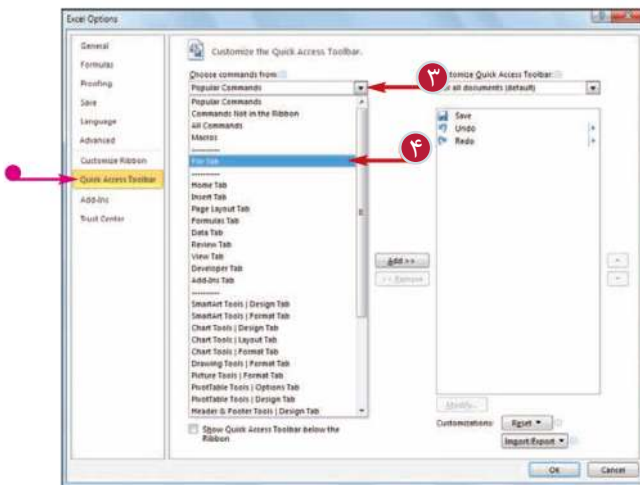 Excel Options
General
Formulas
Proofing
Save
Language
Advanced
Customize Ribbon
Quick Access Toolbar
Add-Ins
Trust Center
Customize the Quick Access Toolbar.
Choose commands from:
Popular Commands
Popular Commands
Commands Not in the Ribbon
All Commands
Macros
----------
File Tab
----------
Home Tab
Insert Tab
Page Layout Tab
Formulas Tab
Data Tab
Review Tab
View Tab
Developer Tab
Add-Ins Tab
----------
SmartArt Tools | Design Tab
SmartArt Tools | Format Tab
Chart Tools | Design Tab
Chart Tools | Layout Tab
Chart Tools | Format Tab
Drawing Tools | Format Tab
Picture Tools | Format Tab
PivotTable Tools | Options Tab
PivotTable Tools | Design Tab
Header & Footer Tools | Design Tab
Show Quick Access Toolbar below the
Ribbon
۳
۴
Add >>
<< Remove
tomize Quick Access Toolbar:
r all documents (default)
Save
Undo
Redo
Modify...
Customizations:
Reset
Import/Export
OK
Cancel